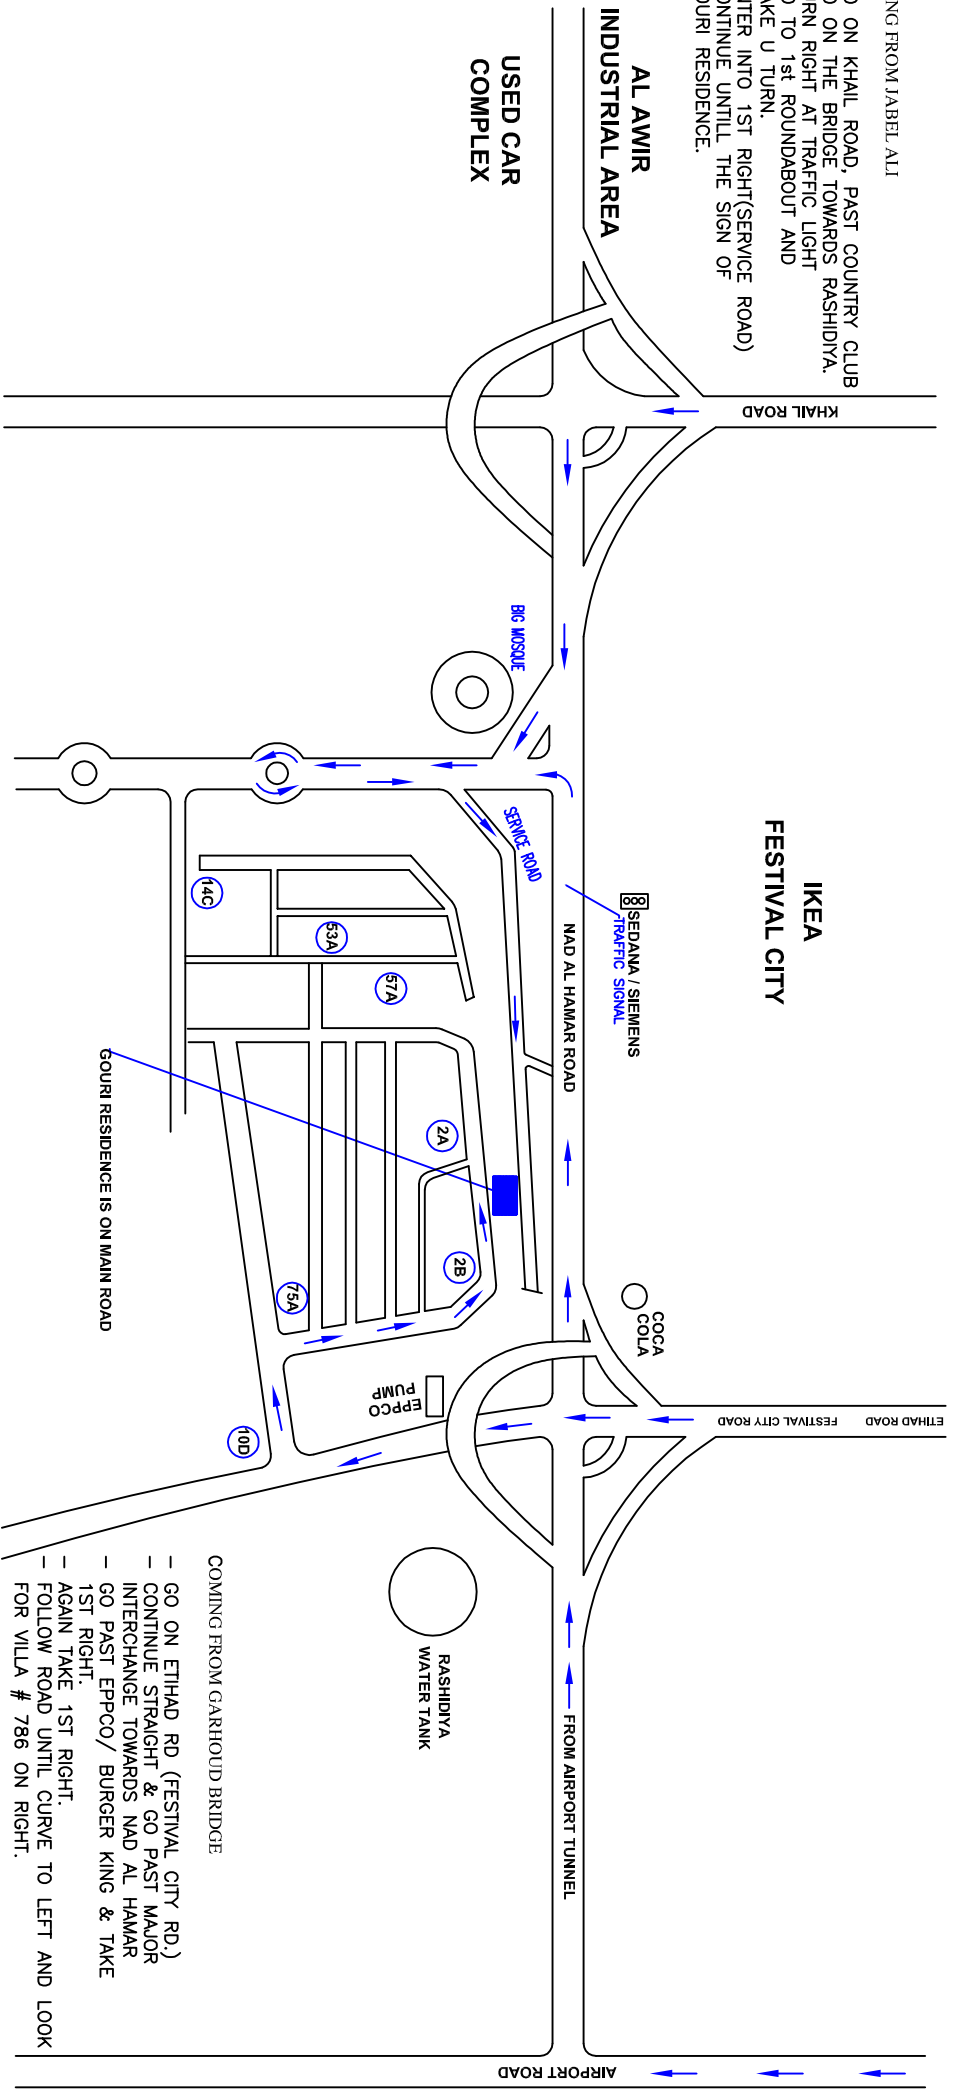 NG FROM JABEL ALI
ON KHAIL ROAD, PAST COUNTRY CLUB
ON THE BRIDGE TOWARDS RASHIDIYA.
RN RIGHT AT TRAFFIC LIGHT
TO 1st ROUNDABOUT AND
AKE U TURN.
NTER INTO 1ST RIGHT(SERVICE ROAD)
ONTINUE UNTILL THE SIGN OF
OURI RESIDENCE.
AL AWIR
INDUSTRIAL AREA
USED CAR
COMPLEX
KHAIL ROAD
BIG MOSQUE
SERVICE ROAD
IKEA
FESTIVAL CITY
SEDANA / SIEMENS
TRAFFIC SIGNAL
NAD AL HAMAR ROAD
14C
53A
57A
2A
2B
75A
10D
GOURI RESIDENCE IS ON MAIN ROAD
COCA
COLA
EPPCO
PUMP
ETIHAD ROAD
FESTIVAL CITY ROAD
RASHIDIYA
WATER TANK
FROM AIRPORT TUNNEL
AIRPORT ROAD
COMING FROM GARHOUD BRIDGE
- GO ON ETIHAD RD (FESTIVAL CITY RD.)
- CONTINUE STRAIGHT & GO PAST MAJOR
INTERCHANGE TOWARDS NAD AL HAMAR
- GO PAST EPPCO/ BURGER KING & TAKE
1ST RIGHT.
- AGAIN TAKE 1ST RIGHT.
- FOLLOW ROAD UNTIL CURVE TO LEFT AND LOOK
FOR VILLA # 786 ON RIGHT.